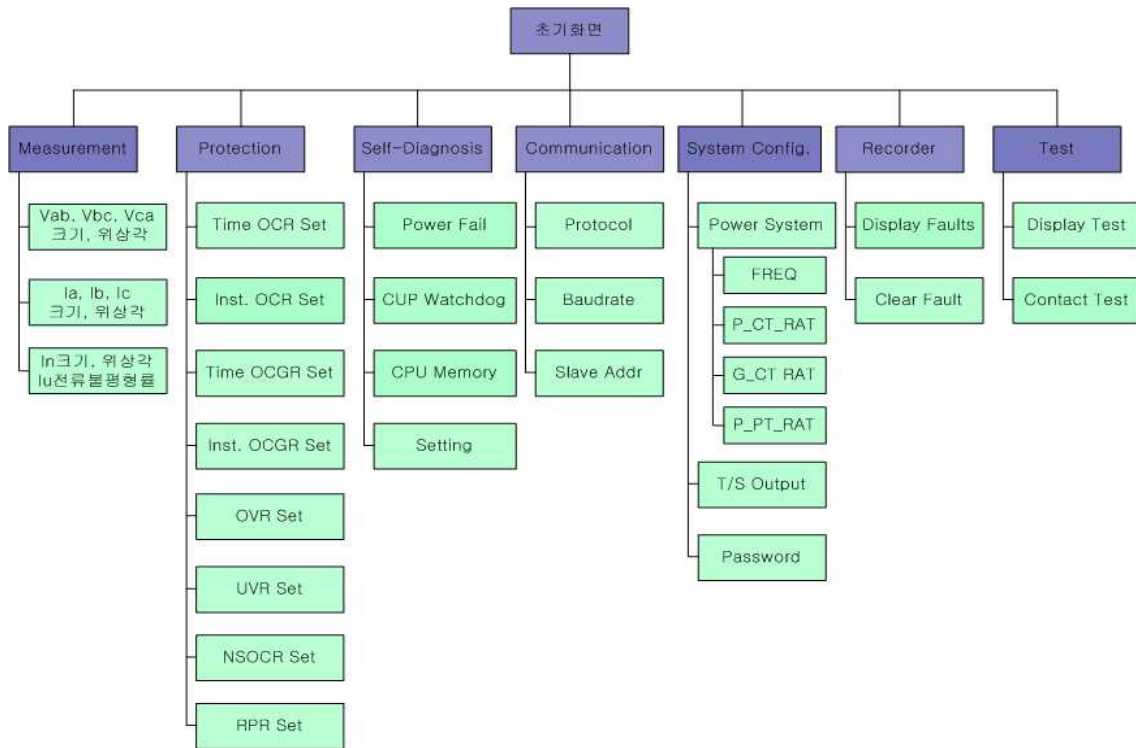 초기화면
Measurement
Protection
Self-Diagnosis
Communication
System Config.
Recorder
Test
Vab, Vbc, Vca
크기, 위상각
Ia, Ib, Ic
크기, 위상각
In크기, 위상각
Iu전류불평형률
Time OCR Set
Inst. OCR Set
Time OCGR Set
Inst. OCGR Set
OVR Set
UVR Set
NSOCR Set
RPR Set
Power Fail
CUP Watchdog
CPU Memory
Setting
Protocol
Baudrate
Slave Addr
Power System
FREQ
P_CT_RAT
G_CT RAT
P_PT_RAT
T/S Output
Password
Display Faults
Clear Fault
Display Test
Contact Test